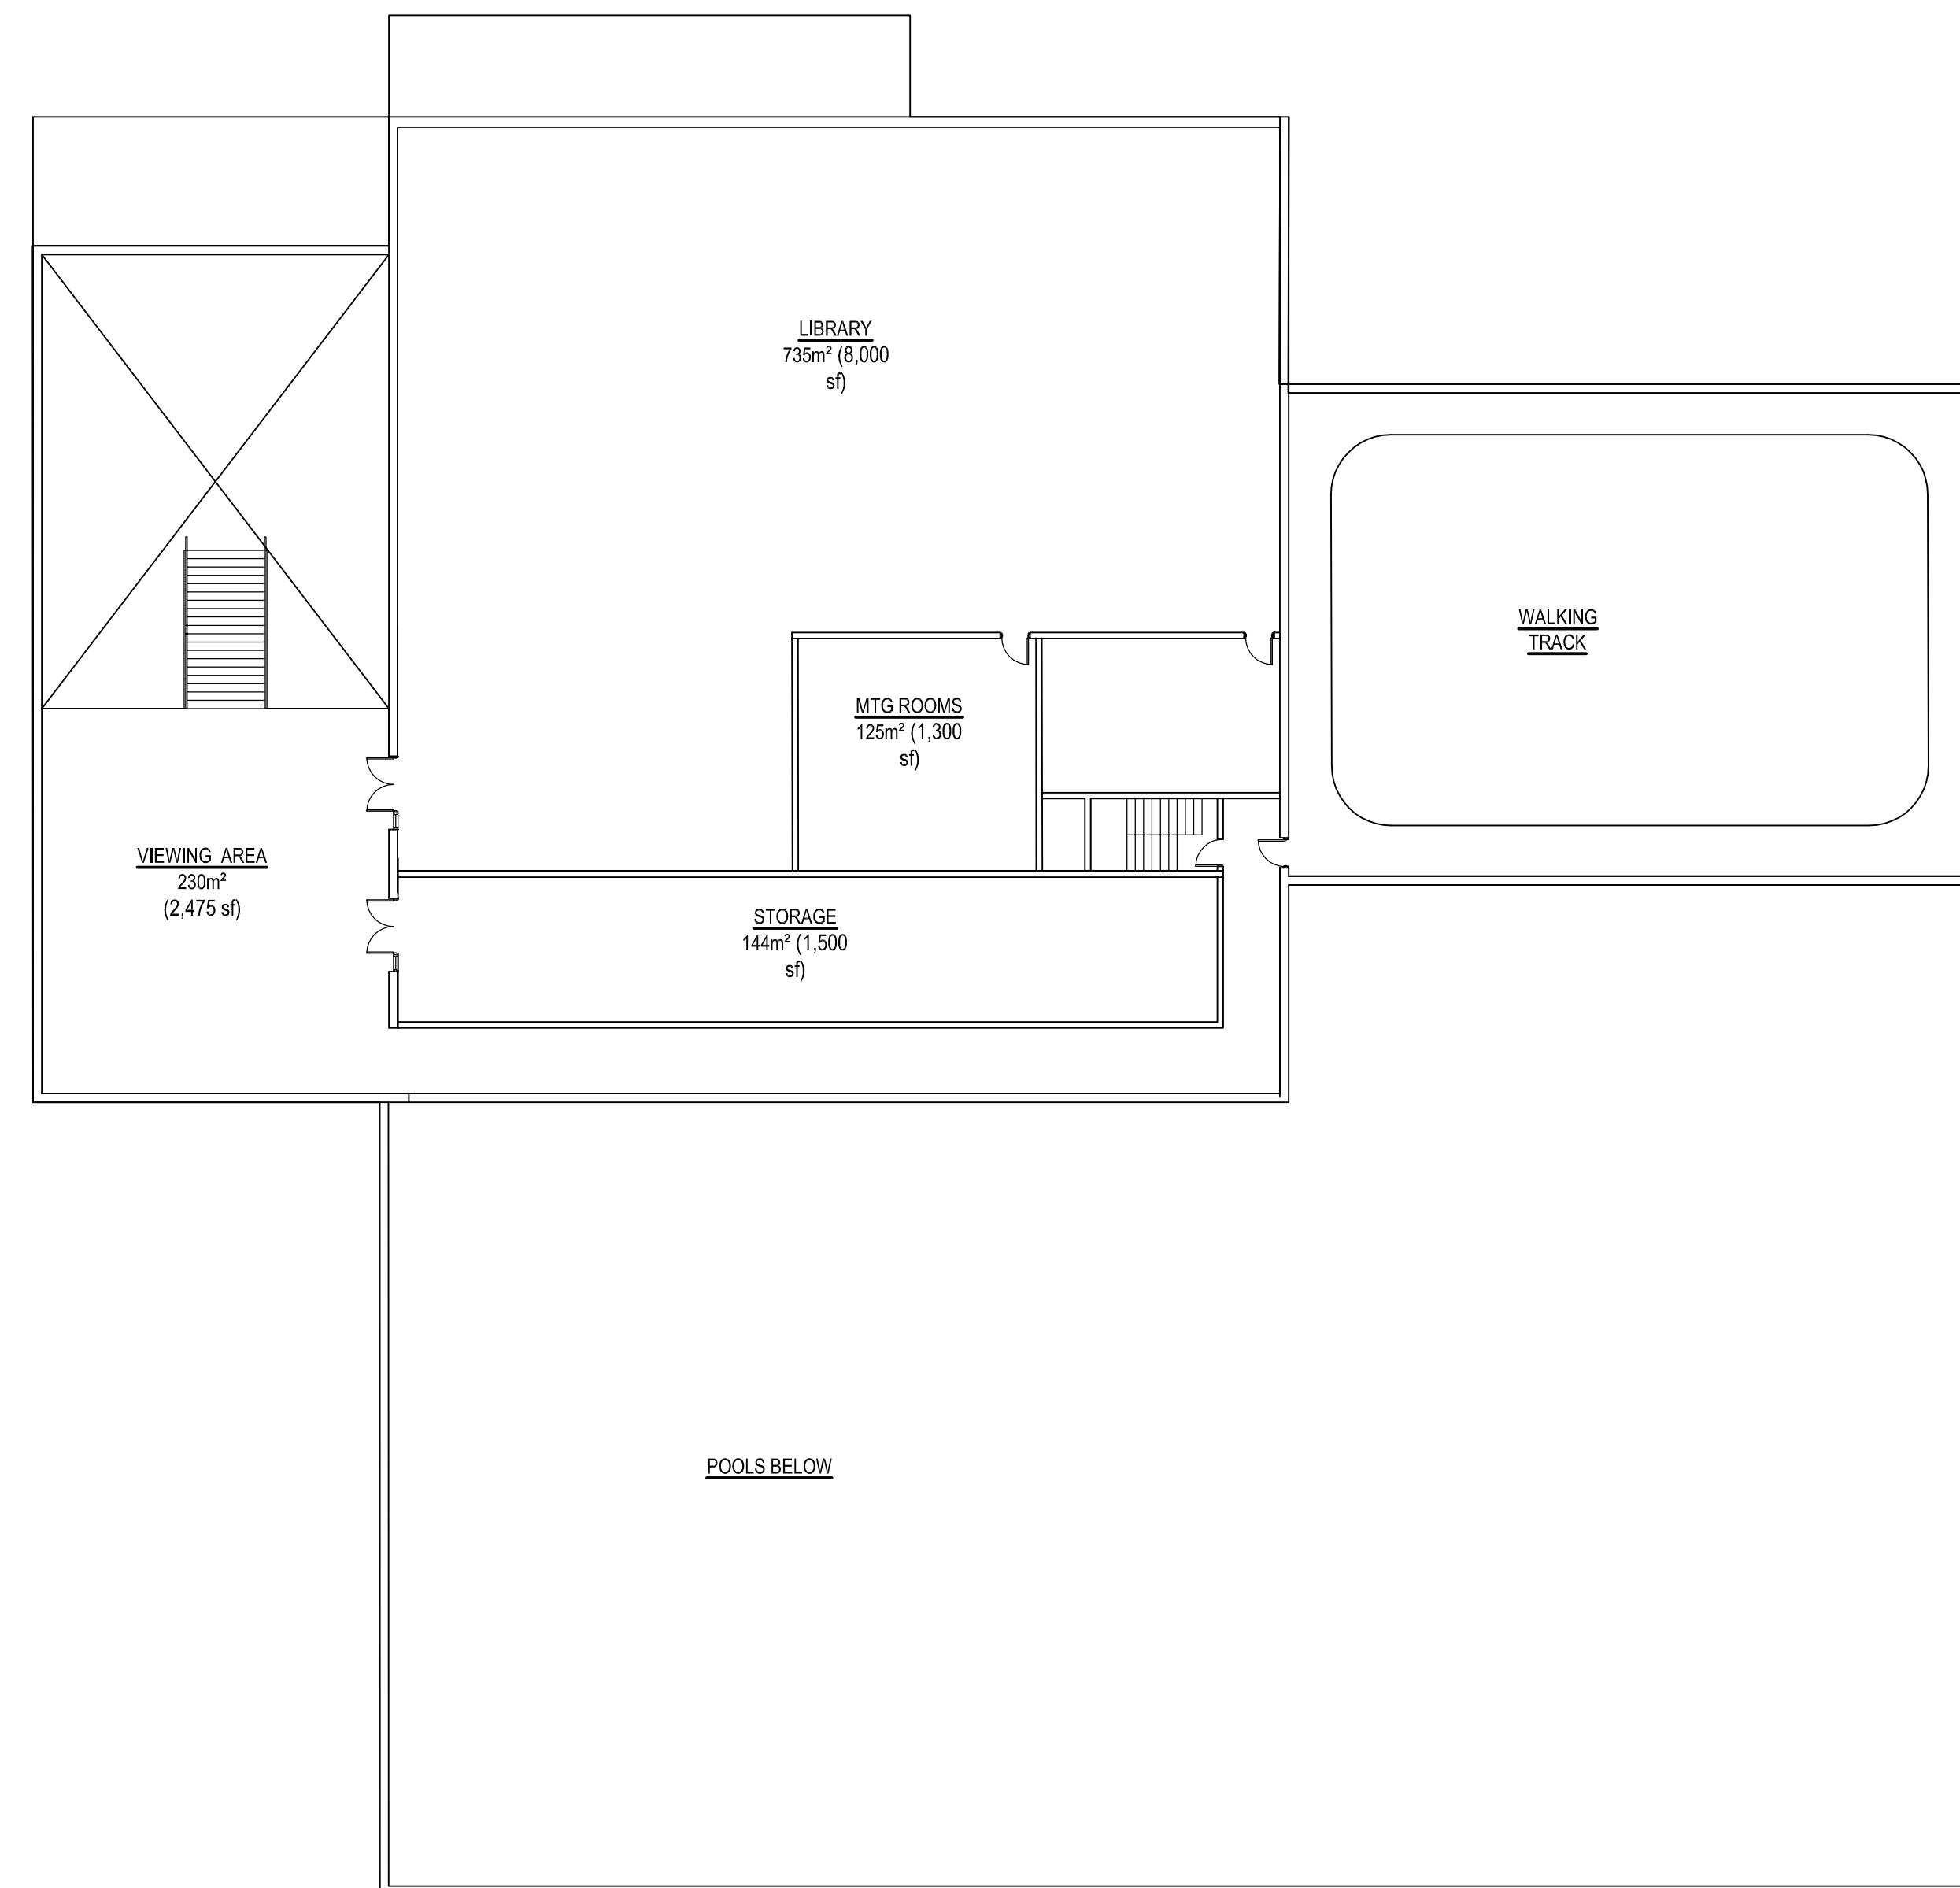 LIBRARY
735m² (8,000
sf)
WALKING
TRACK
MTG ROOMS
125m² (1,300
sf)
VIEWING AREA
230m²
(2,475 sf)
STORAGE
144m² (1,500
sf)
POOLS BELOW